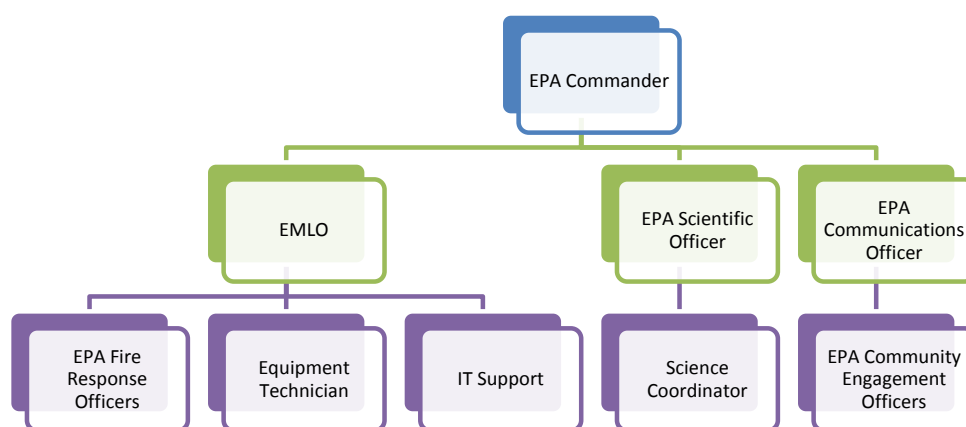 EPA Commander
EMLO
EPA Scientific
Officer
EPA
Communications
Officer
EPA Fire
Response
Officers
Equipment
Technician
IT Support
Science
Coordinator
EPA Community
Engagement
Officers